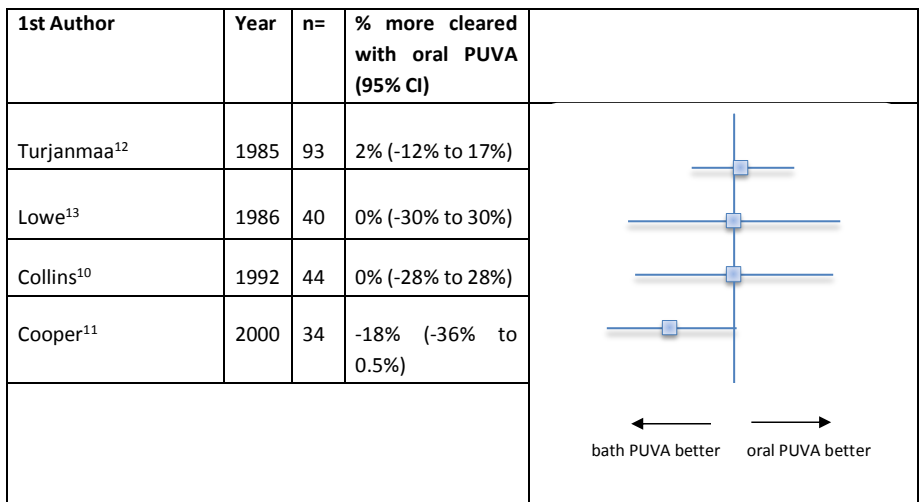 1st Author Year n= % more cleared
with oral PUVA
(95% CI)
Turjanmaa12 1985 93 2% (-12% to 17%)
Lowe13 1986 40 0% (-30% to 30%)
Collins10 1992 44 0% (-28% to 28%)
Cooper11 2000 34 -18% (-36% to
0.5%)
bath PUVA better oral PUVA better